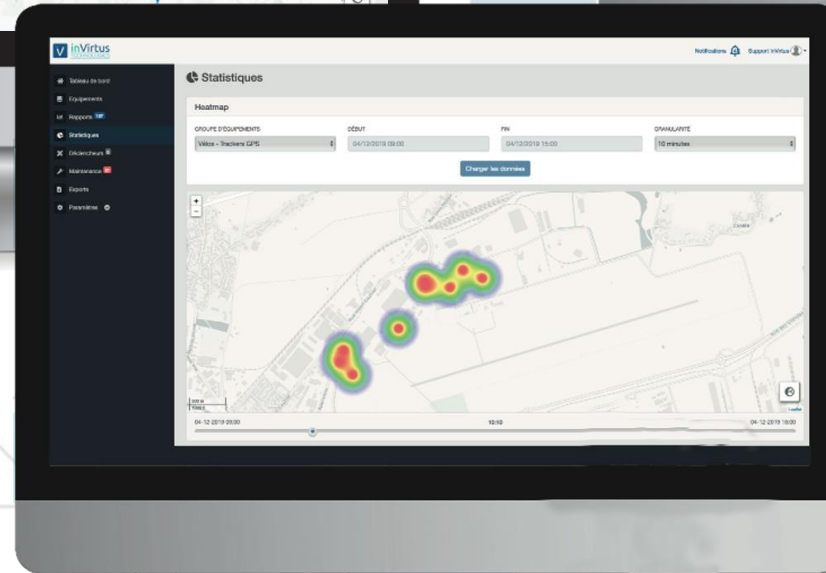 inVirtus
TECHNOLOGIES
Notifications
Support inVirtus
Tableau de bord
Equipements
Rapports
Statistiques
Déclencheurs
Maintenance
Exports
Paramètres
Statistiques
Heatmap
GROUPE D'ÉQUIPEMENTS
DÉBUT
FIN
GRANULARITÉ
Vélos - Trackers GPS
04/12/2019 09:00
04/12/2019 15:00
10 minutes
Charger les données
+
-
Leaflet
04-12-2019 09:00
10:10
04-12-2019 15:00